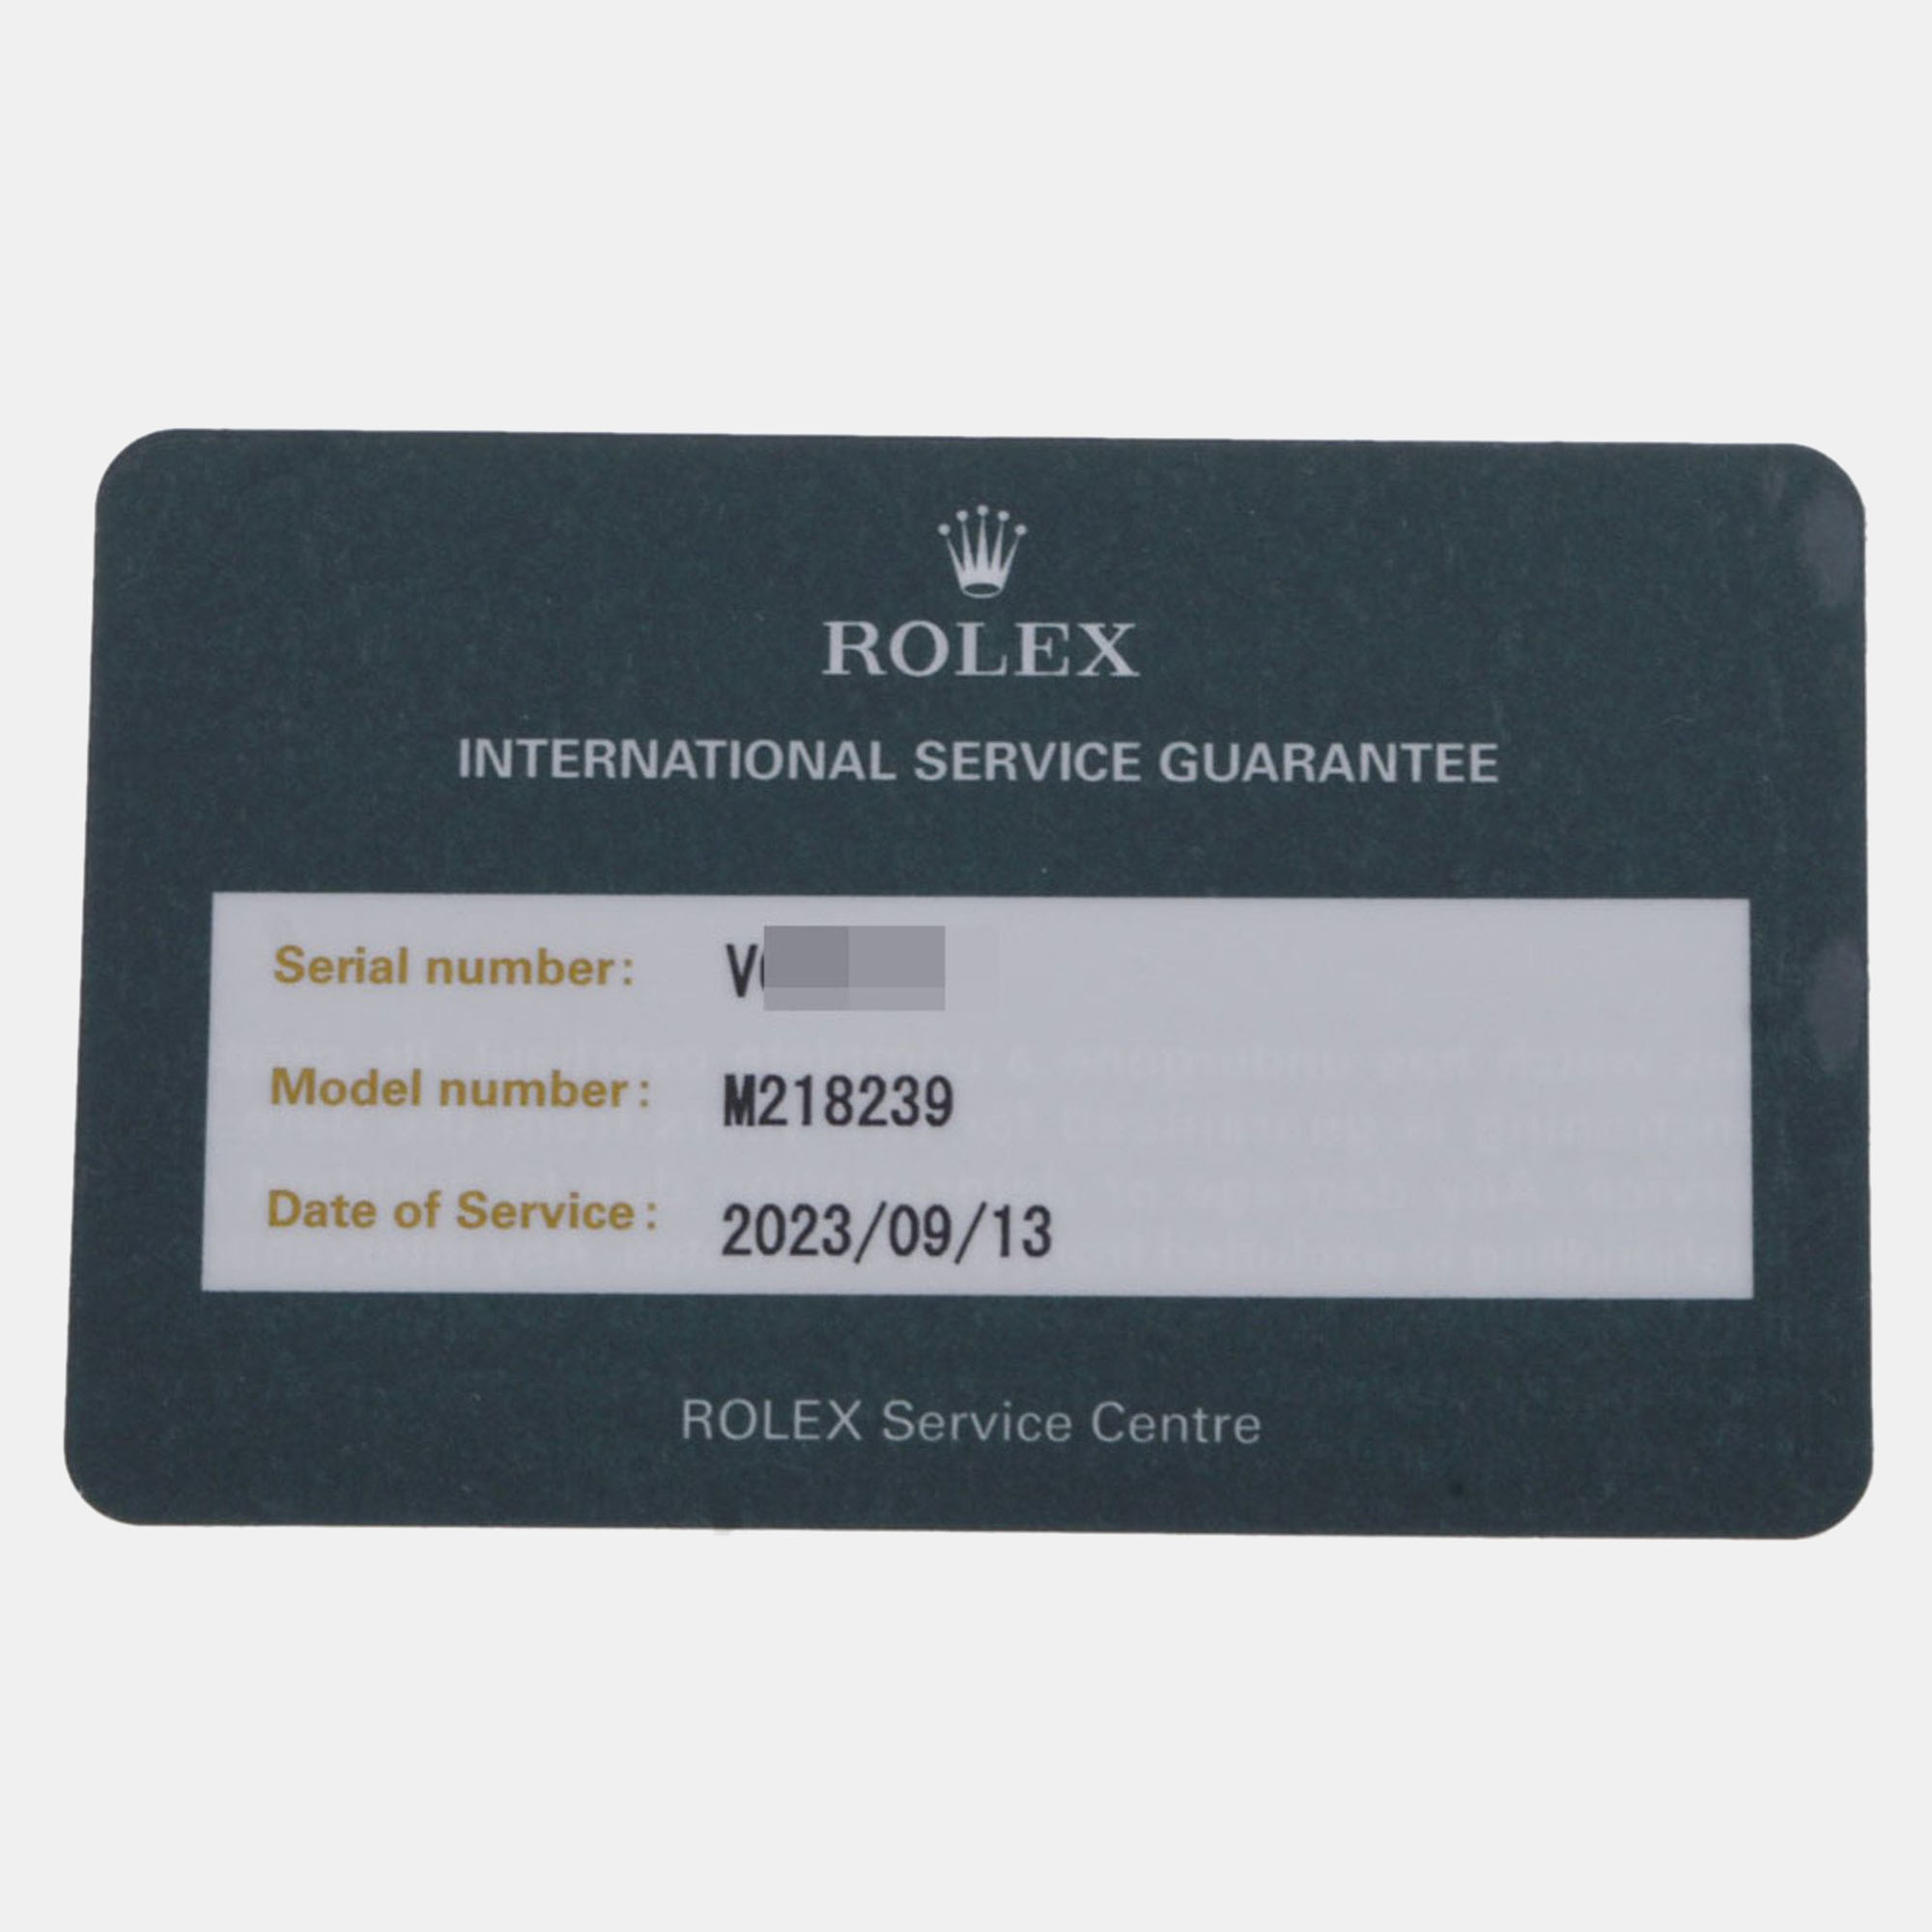 ROLEX
INTERNATIONAL SERVICE GUARANTEE
Serial number: V
Model number: M218239
Date of Service: 2023/09/13
ROLEX Service Centre